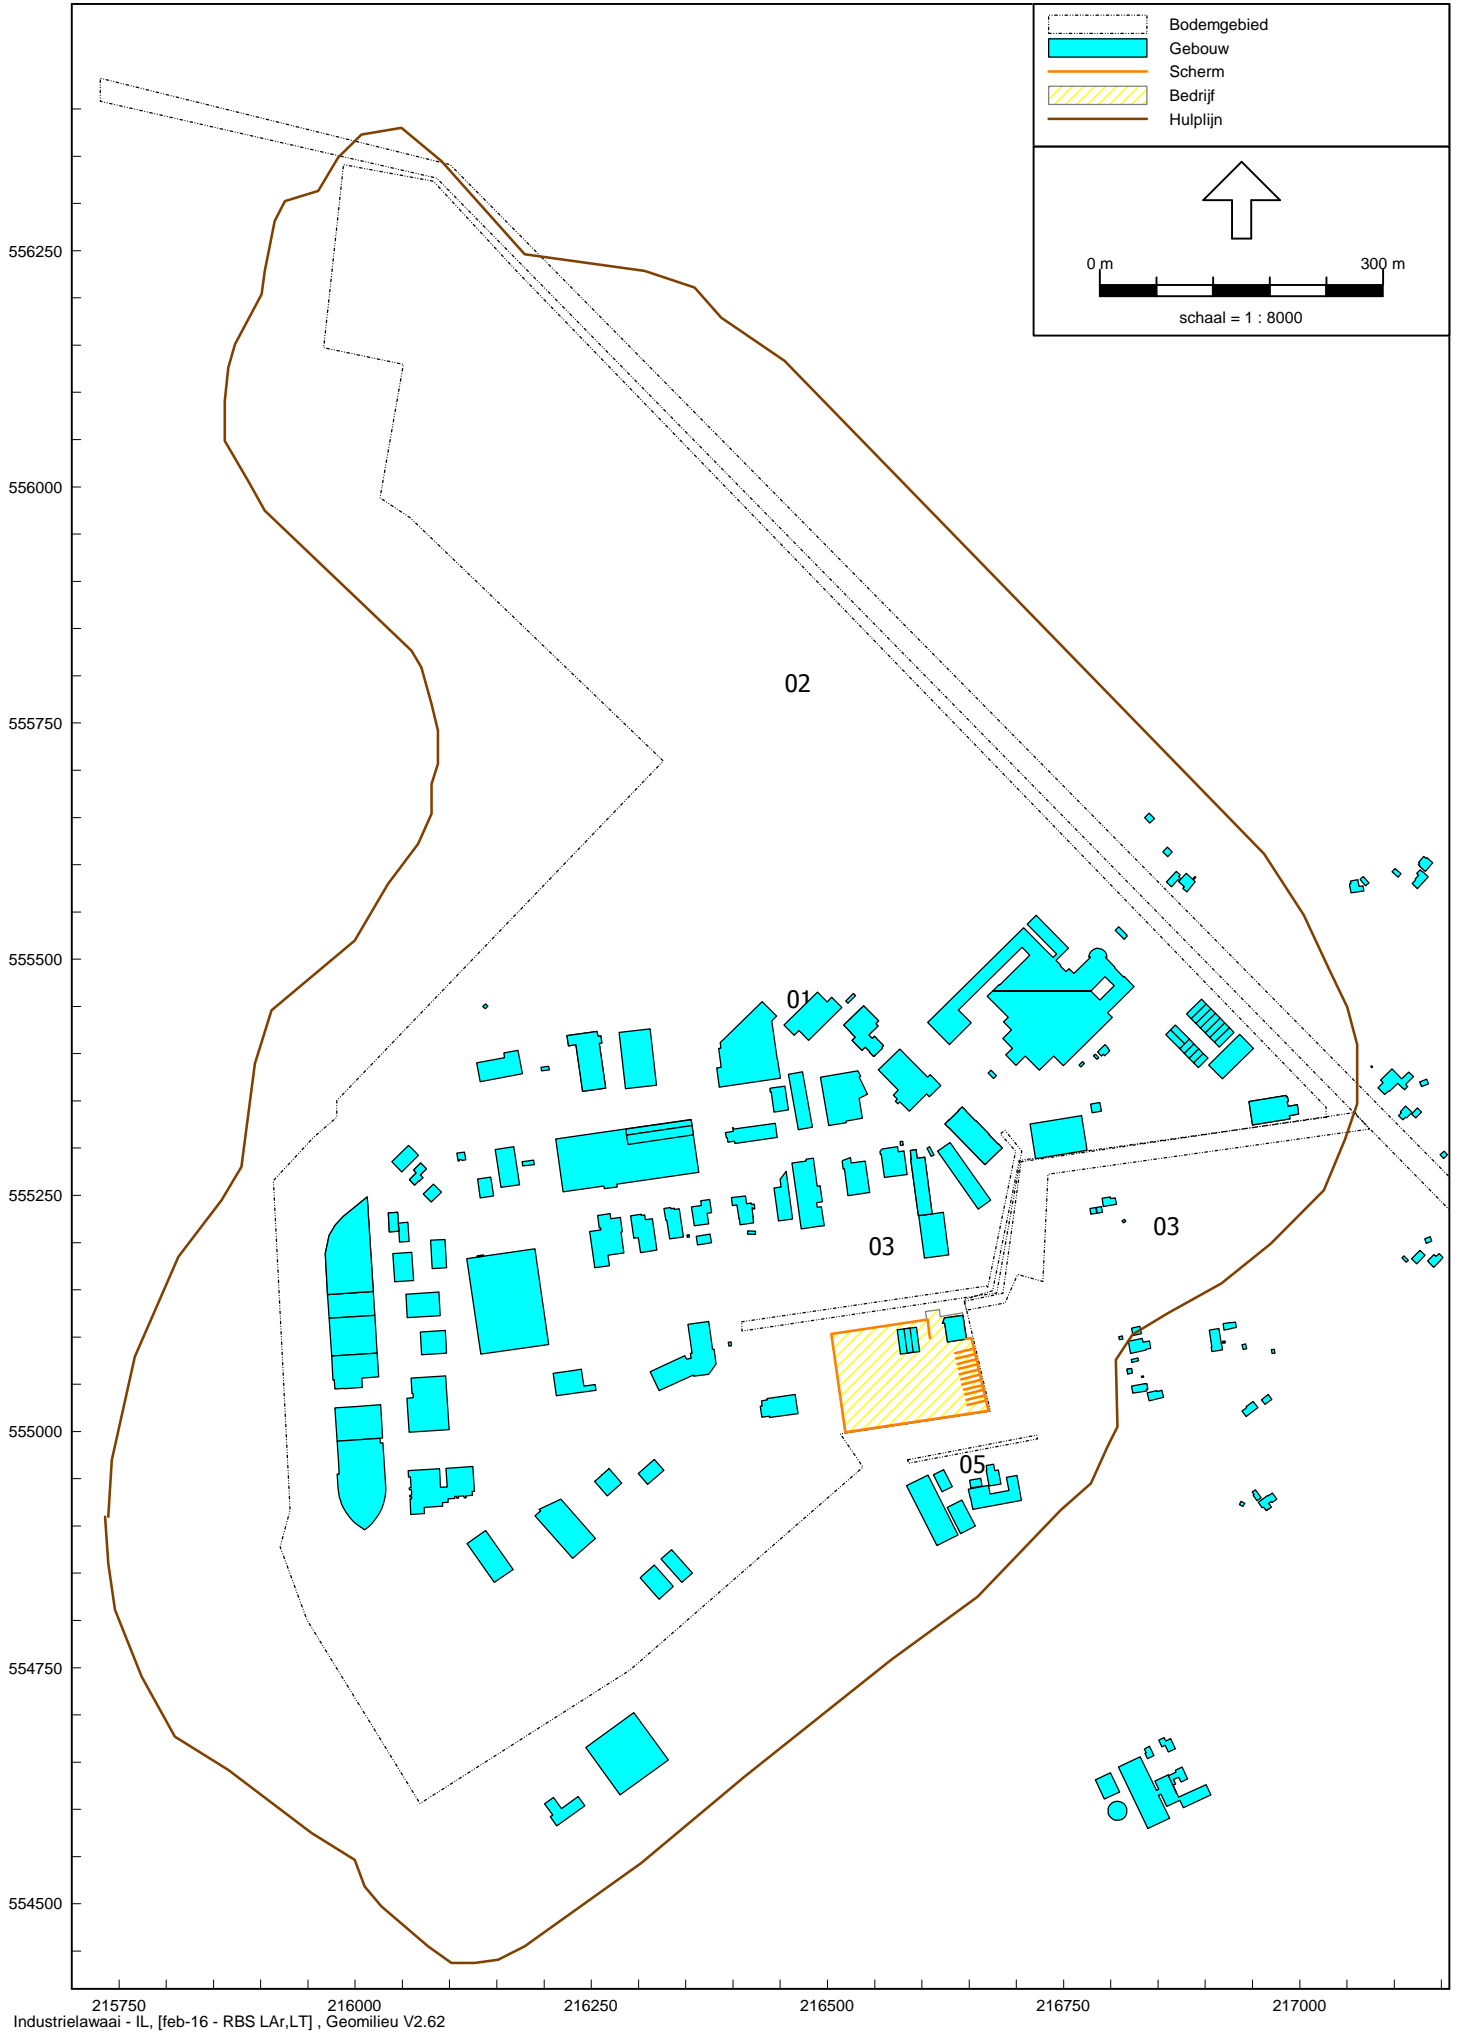 Bodemgebied
Gebouw
Scherm
Bedrijf
Hulplijn
0 m 300 m
schaal = 1 : 8000
556250
556000
555750
555500
555250
555000
554750
554500
02
01
03
03
05
215750 216000 216250 216500 216750 217000
Industrielawaai - IL, [feb-16 - RBS LAr,LT] , Geomilieu V2.62